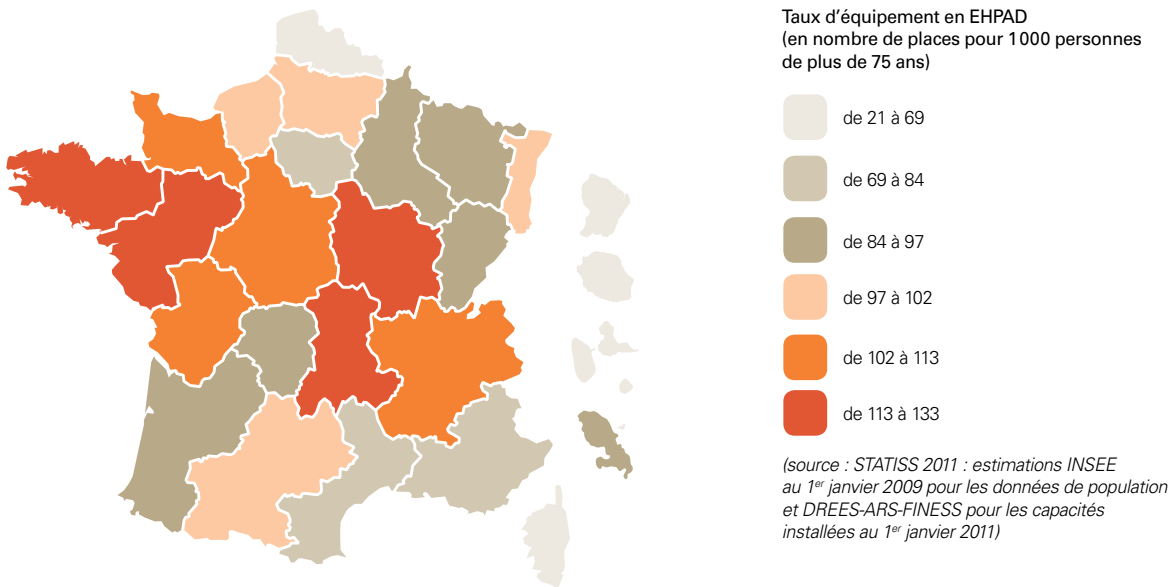 Taux d'équipement en EHPAD
(en nombre de places pour 1 000 personnes
de plus de 75 ans)
de 21 à 69
de 69 à 84
de 84 à 97
de 97 à 102
de 102 à 113
de 113 à 133
(source : STATISS 2011 : estimations INSEE
au 1er janvier 2009 pour les données de population
et DREES-ARS-FINESS pour les capacités
installées au 1er janvier 2011)